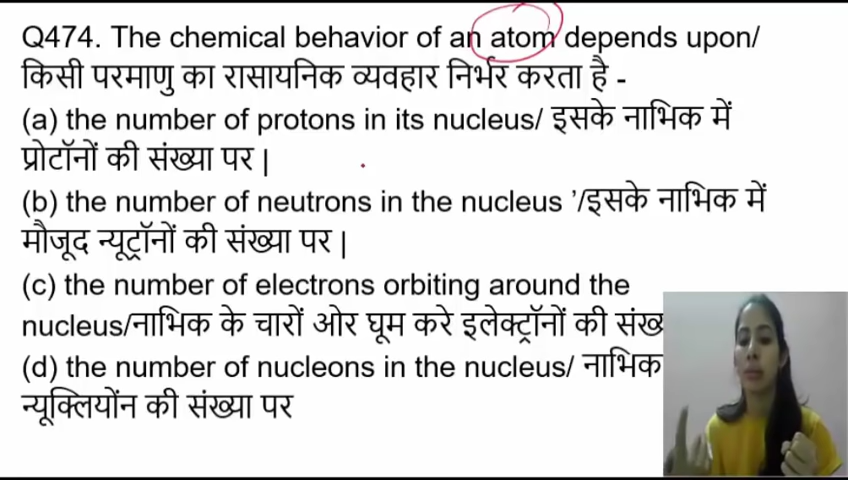 Q474. The chemical behavior of an atom depends upon/
किसी परमाणु का रासायनिक व्यवहार निर्भर करता है -
(a) the number of protons in its nucleus/ इसके नाभिक में
प्रोटॉनों की संख्या पर |
(b) the number of neutrons in the nucleus ’/इसके नाभिक में
मौजूद न्यूट्रॉनों की संख्या पर |
(c) the number of electrons orbiting around the
nucleus/नाभिक के चारों ओर घूम करे इलेक्ट्रॉनों की
(d) the number of nucleons in the nucleus/ नाभिक
न्यूक्लियोंन की संख्या पर